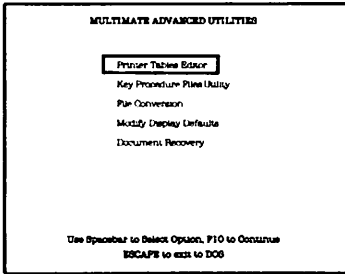 MULTIMATE ADVANCED UTILITIES
Printer Tables Editor
Key Procedure Files Utility
File Conversion
Modify Display Defaults
Document Recovery
Use Spacebar to Select Option, F10 to Continue
ESCAPE to exit to DOS